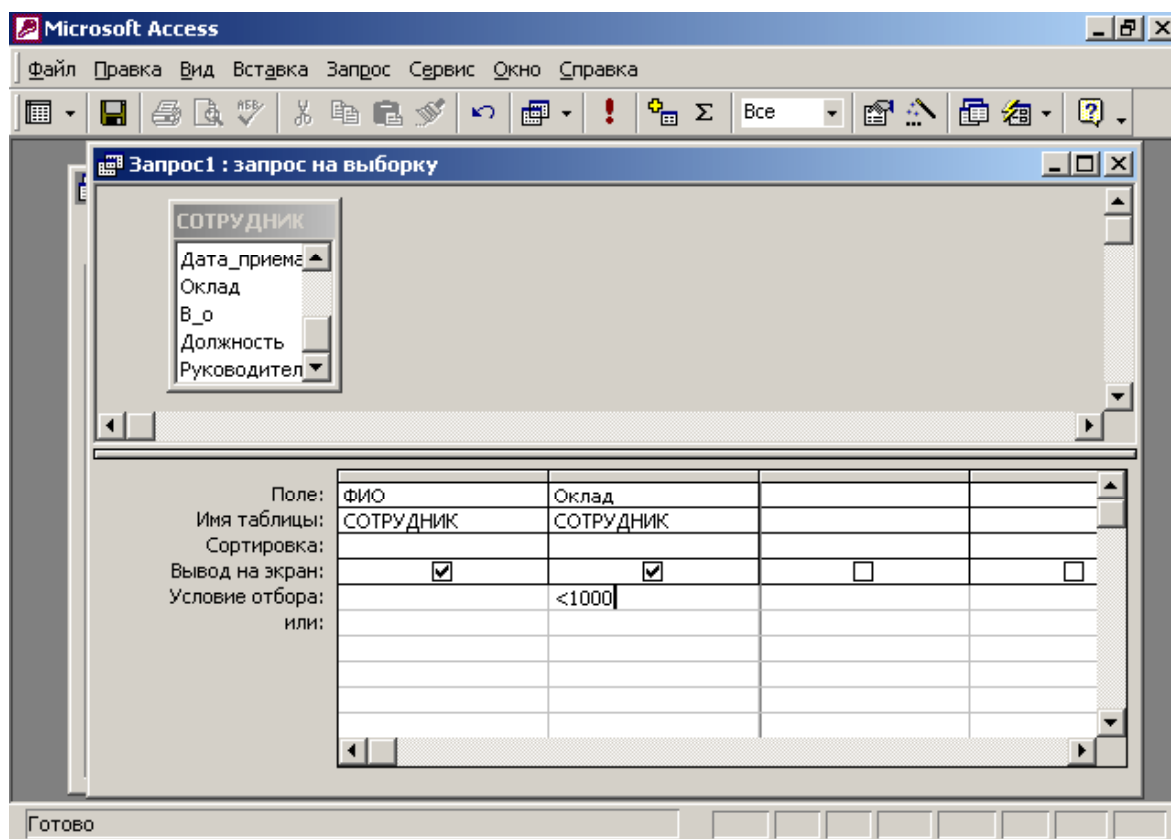 Microsoft Access
Файл Правка Вид Вставка Запрос Сервис Окно Справка
Все
Запрос1 : запрос на выборку
СОТРУДНИК
Дата_приема
Оклад
В_о
Должность
Руководител
Поле: ФИО Оклад
Имя таблицы: СОТРУДНИК СОТРУДНИК
Сортировка:
Вывод на экран:
Условие отбора: <1000
или:
Готово